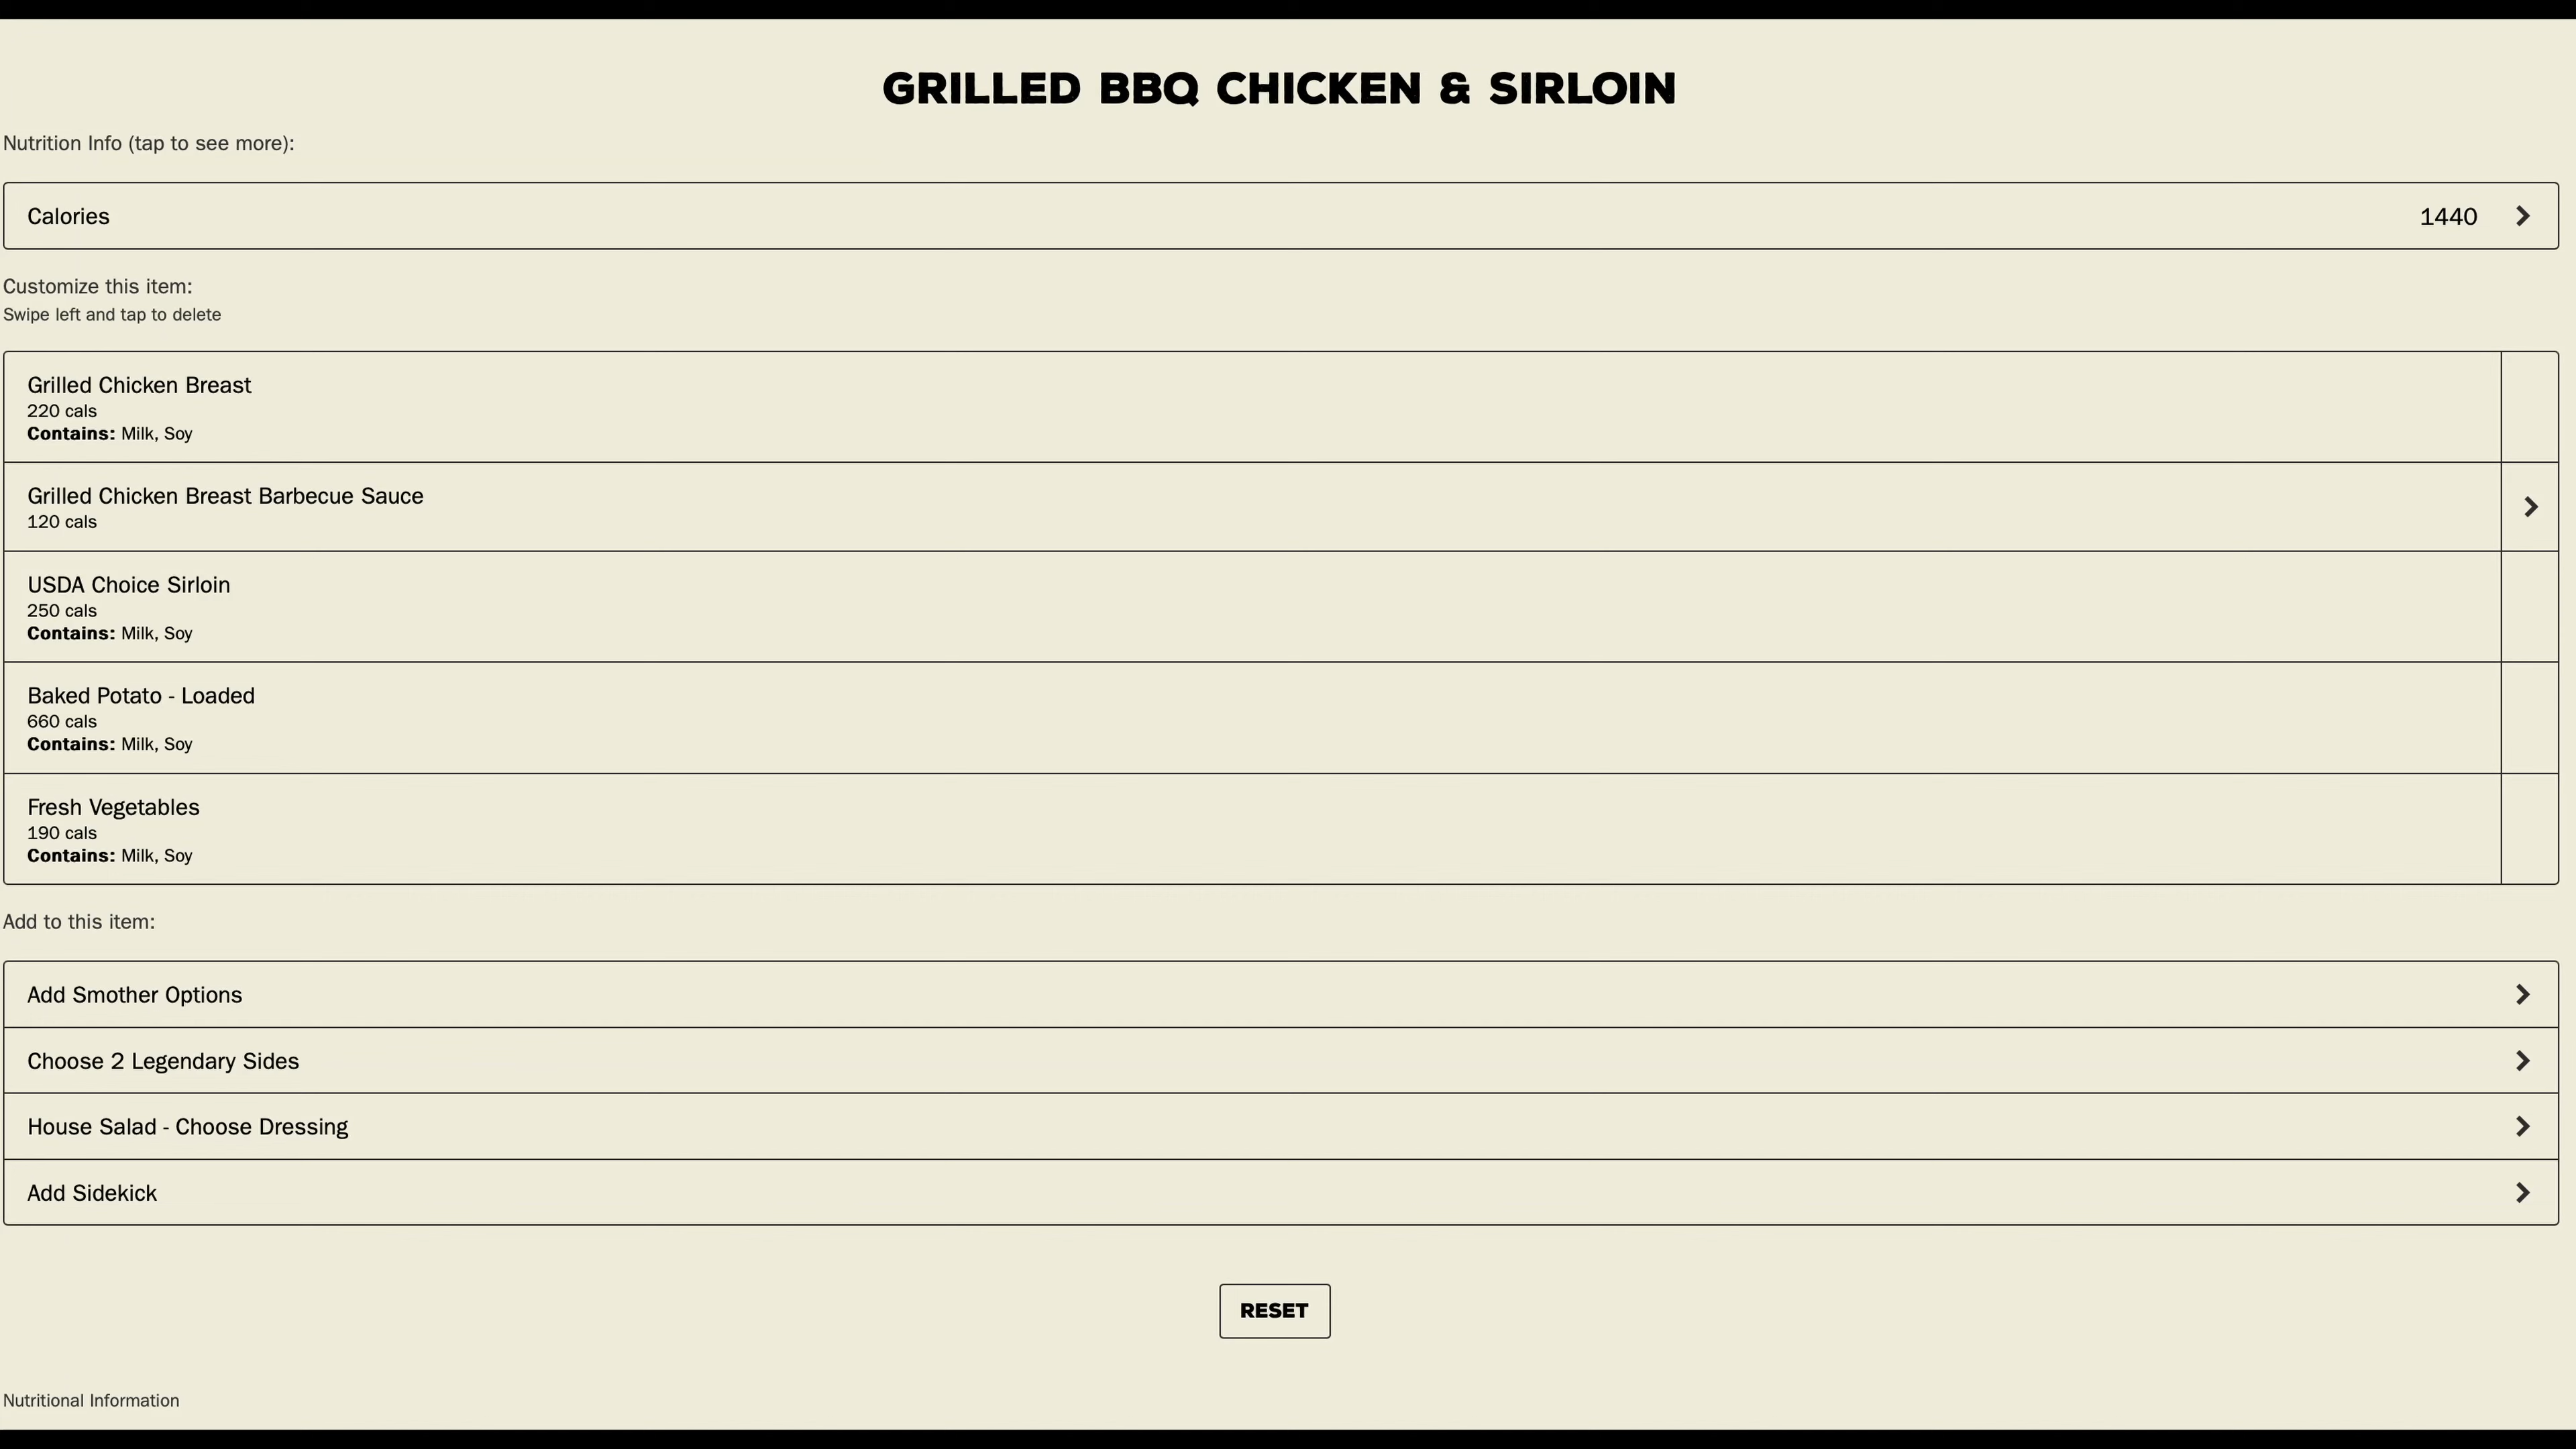 GRILLED BBQ CHICKEN & SIRLOIN
Nutrition Info (tap to see more):
Calories 1440
Customize this item:
Swipe left and tap to delete
Grilled Chicken Breast
220 cals
Contains: Milk, Soy
Grilled Chicken Breast Barbecue Sauce
120 cals
USDA Choice Sirloin
250 cals
Contains: Milk, Soy
Baked Potato - Loaded
660 cals
Contains: Milk, Soy
Fresh Vegetables
190 cals
Contains: Milk, Soy
Add to this item:
Add Smother Options
Choose 2 Legendary Sides
House Salad - Choose Dressing
Add Sidekick
RESET
Nutritional Information